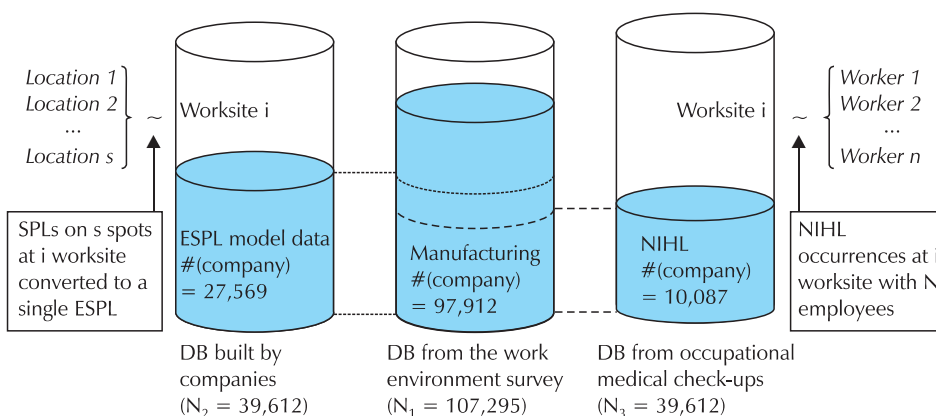 Location 1
Location 2
...
Location s
~
Worksite i
Worksite i
~
Worker 1
Worker 2
...
Worker n
SPLs on s spots
at i worksite
converted to a
single ESPL
ESPL model data
#(company)
= 27,569
Manufacturing
#(company)
= 97,912
NIHL
#(company)
= 10,087
NIHL
occurrences at i
worksite with N
employees
DB built by
companies
(N₂ = 39,612)
DB from the work
environment survey
(N₁ = 107,295)
DB from occupational
medical check-ups
(N₃ = 39,612)